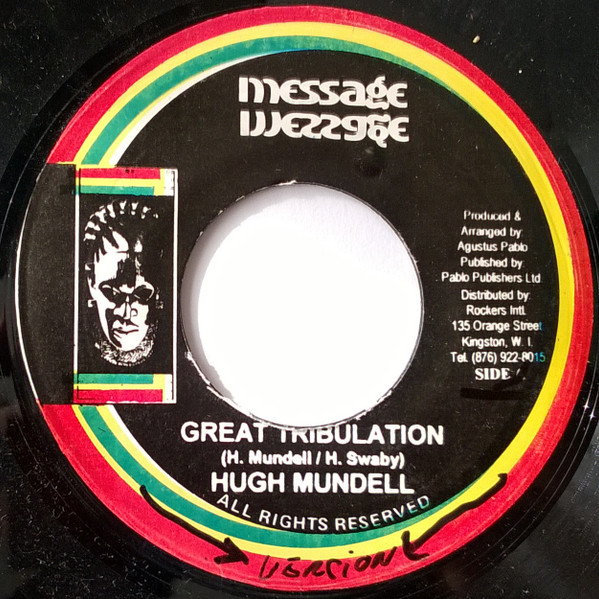 message
message
Produced &
Arranged by:
Agustus Pablo
Published by:
Pablo Publishers Ltd.
Distributed by:
Rockers Intl.
135 Orange Street
Kingston, W. I.
Tel. (876) 922-8015
SIDE
GREAT TRIBULATION
(H. Mundell / H. Swaby)
HUGH MUNDELL
ALL RIGHTS RESERVED
VERSION